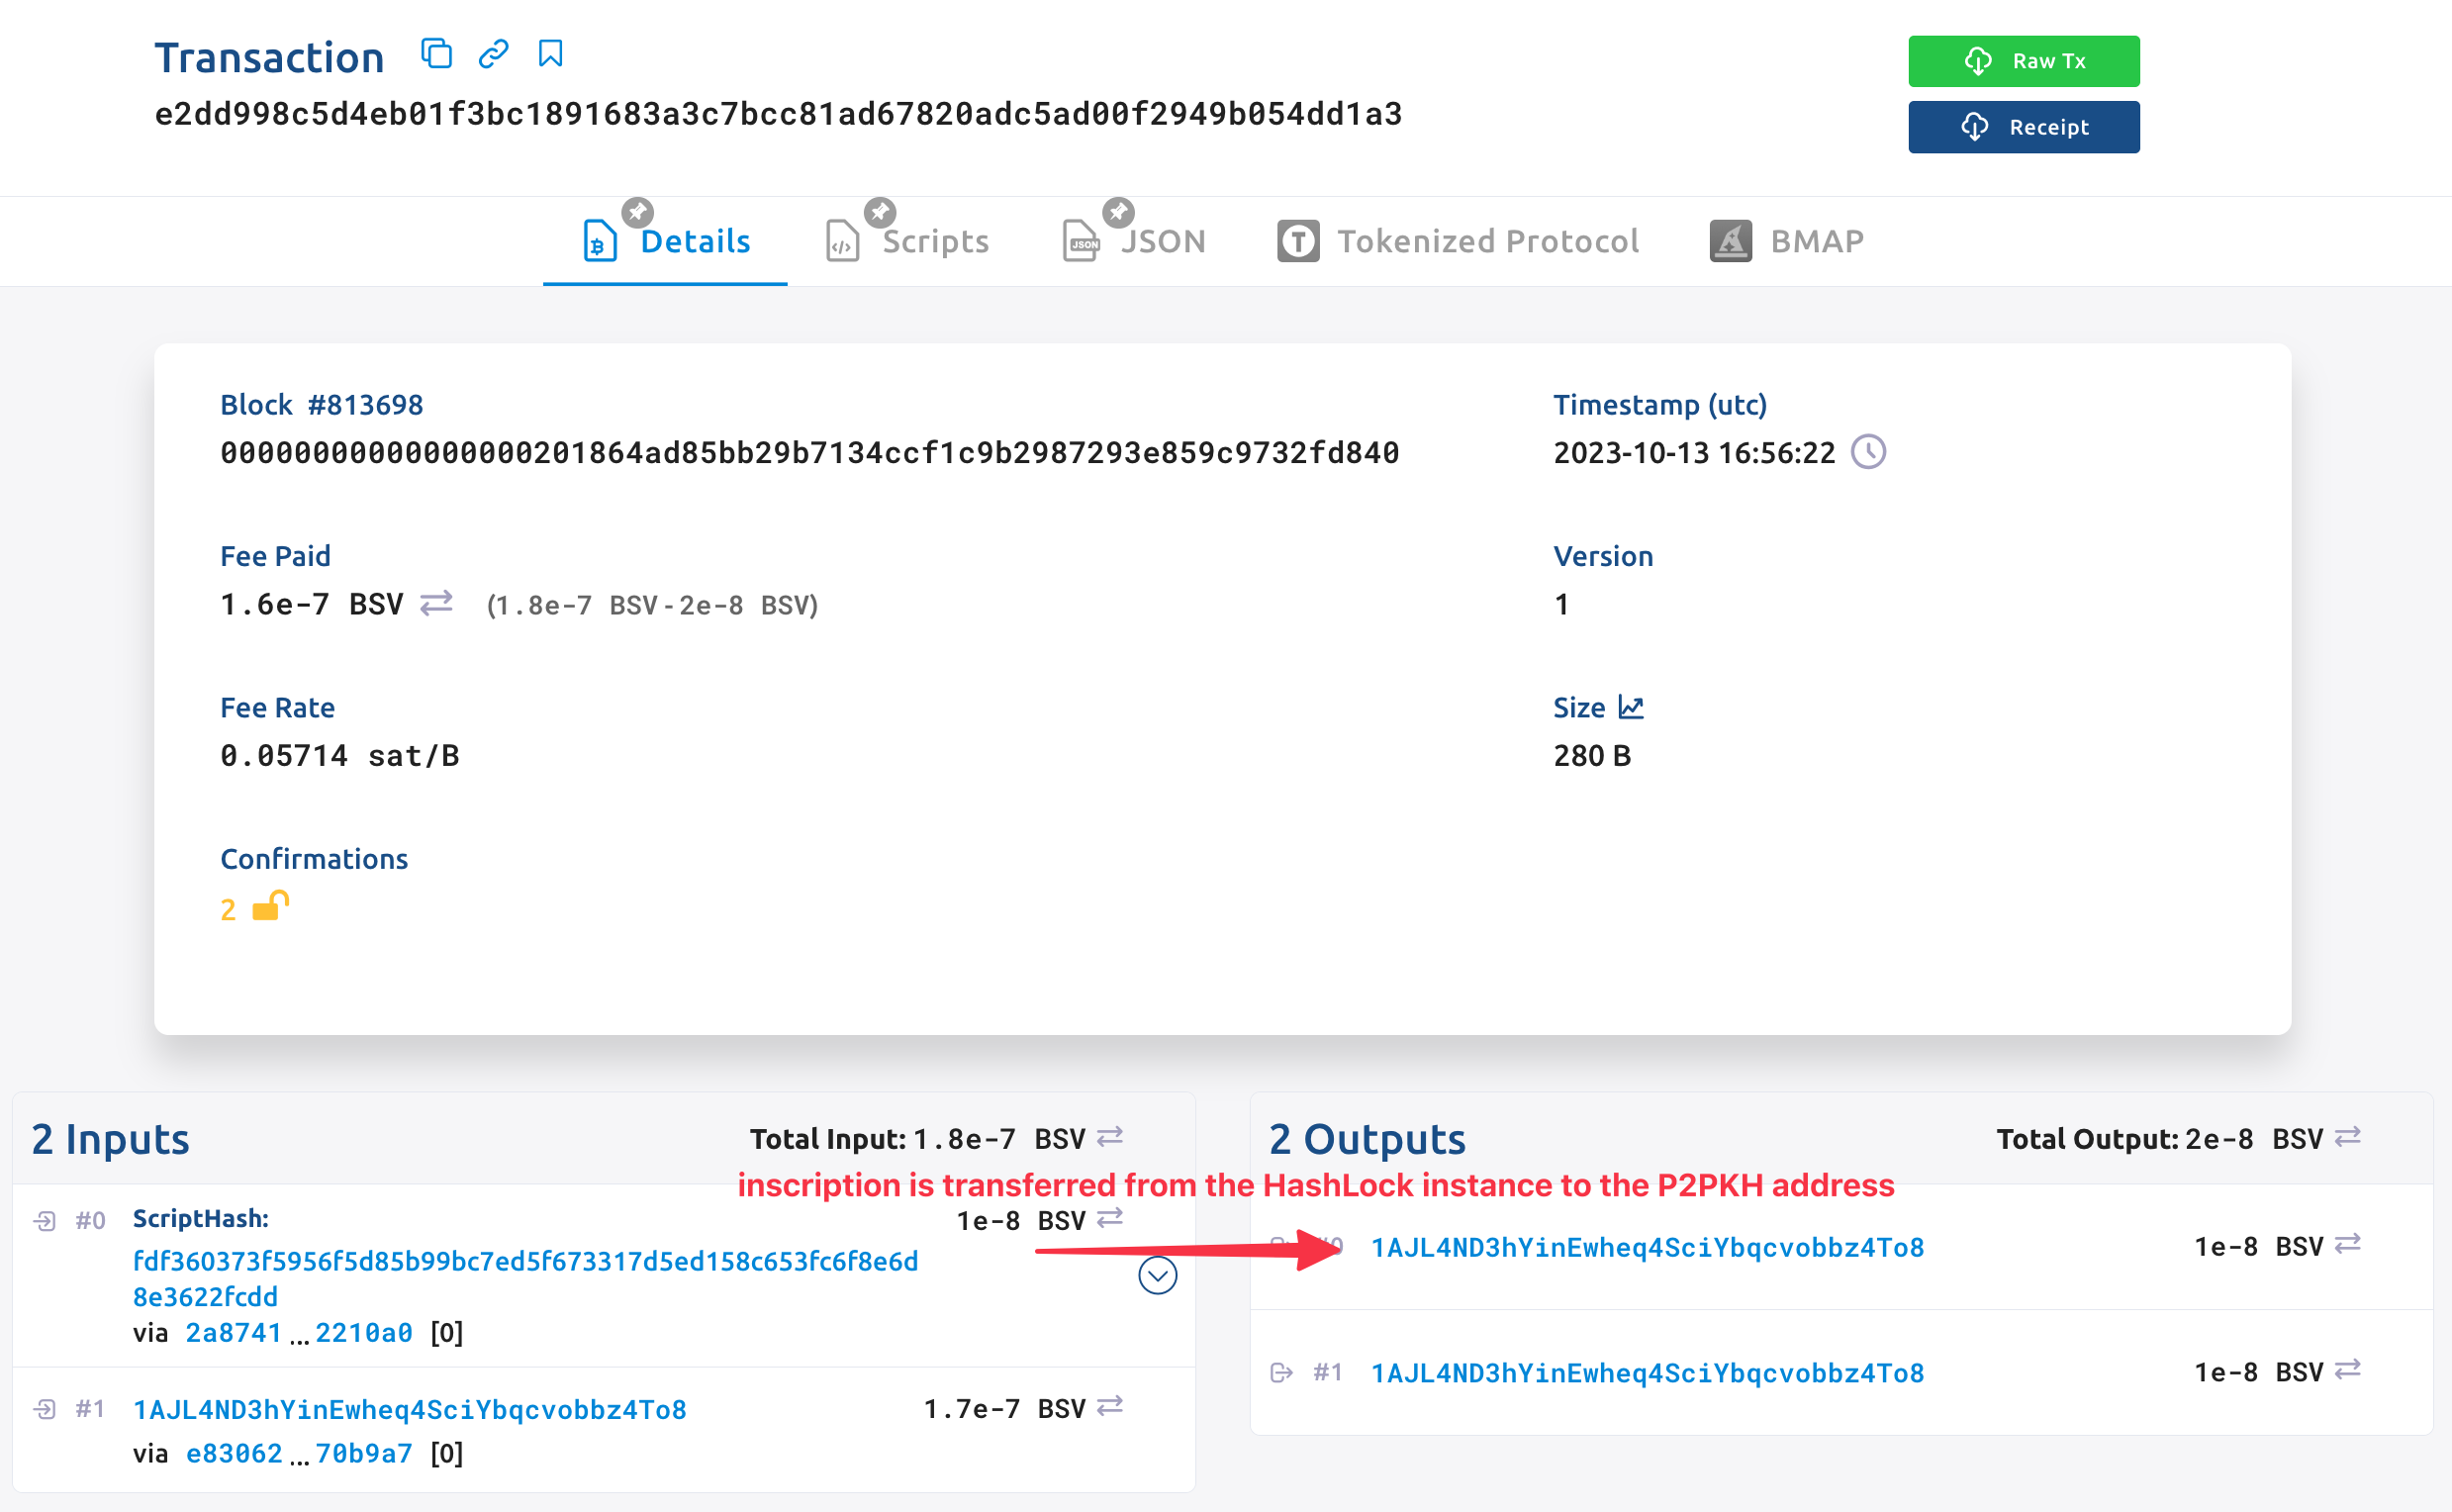 Transaction
e2dd998c5d4eb01f3bc1891683a3c7bcc81ad67820adc5ad00f2949b054dd1a3
Raw Tx
Receipt
Details
Scripts
JSON
JSON
Tokenized Protocol
BMAP
Block #813698
00000000000000000201864ad85bb29b7134ccf1c9b2987293e859c9732fd840
Timestamp (utc)
2023-10-13 16:56:22
Fee Paid
1.6e-7 BSV (1.8e-7 BSV - 2e-8 BSV)
Version
1
Fee Rate
0.05714 sat/B
Size
280 B
Confirmations
2
2 Inputs
Total Input: 1.8e-7 BSV
2 Outputs
Total Output: 2e-8 BSV
inscription is transferred from the HashLock instance to the P2PKH address
#0 ScriptHash: 1e-8 BSV
fdf360373f5956f5d85b99bc7ed5f673317d5ed158c653fc6f8e6d
8e3622fcdd
via 2a8741...2210a0 [0]
#1 1AJL4ND3hYinEwheq4SciYbqcvobbz4To8 1.7e-7 BSV
via e83062...70b9a7 [0]
1AJL4ND3hYinEwheq4SciYbqcvobbz4To8 1e-8 BSV
#1 1AJL4ND3hYinEwheq4SciYbqcvobbz4To8 1e-8 BSV